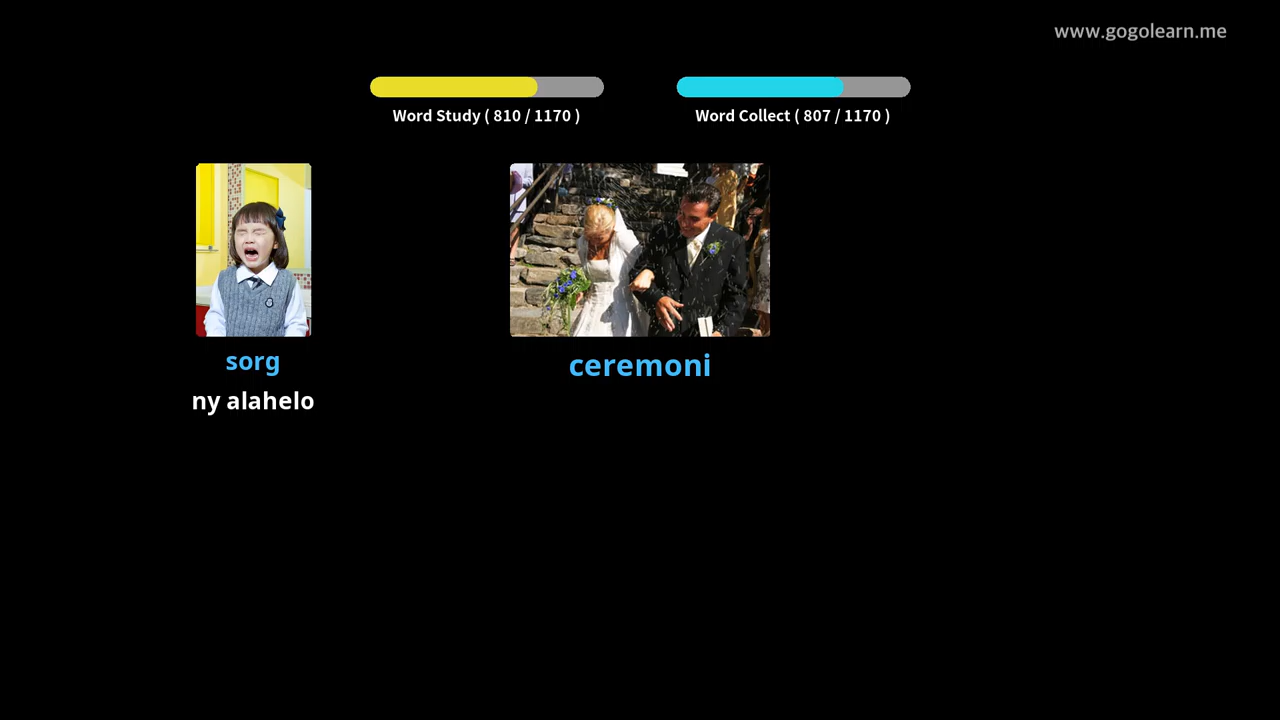 www.gogolearn.me
Word Study ( 810 / 1170 )
Word Collect ( 807 / 1170 )
sorg
ny alahelo
ceremoni